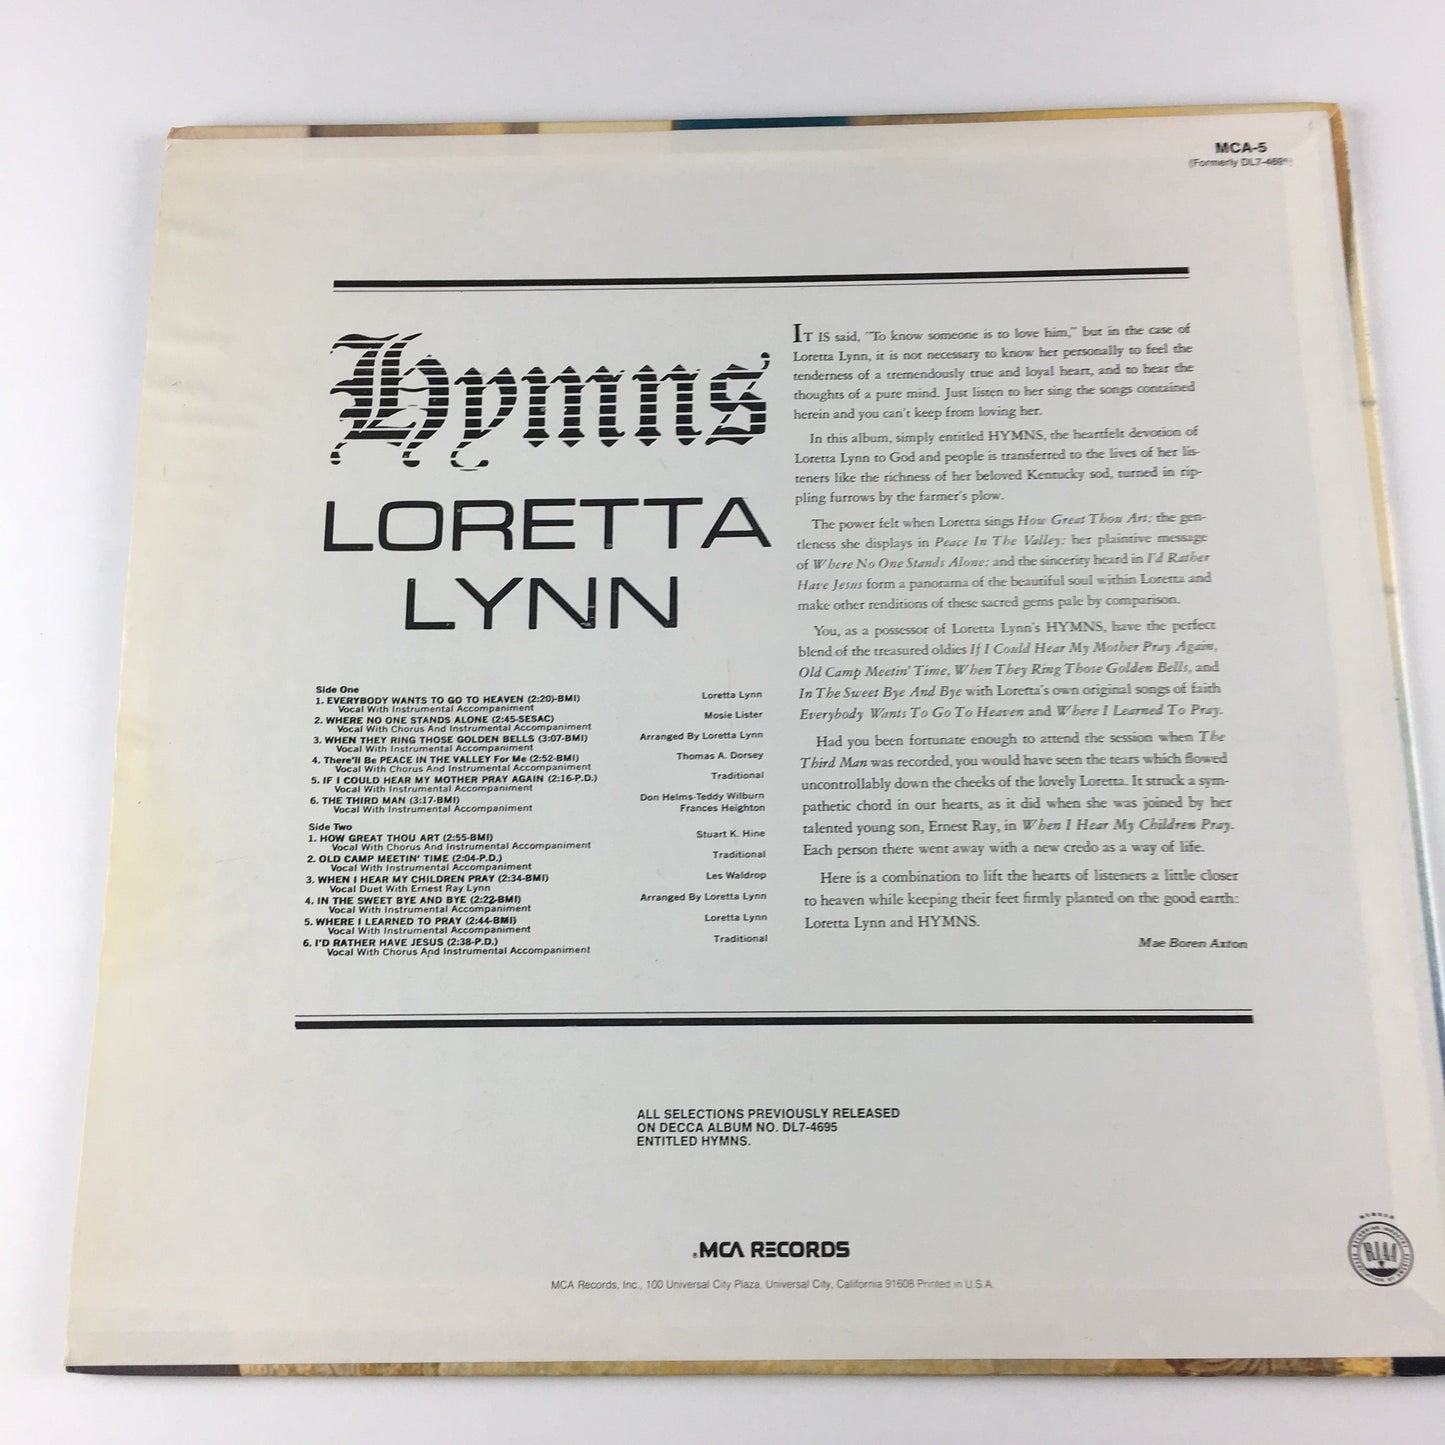 MCA-5
(Formerly DL7-4695)
Hymns
LORETTA
LYNN
Side One
1. EVERYBODY WANTS TO GO TO HEAVEN (2:20)-BMI) Loretta Lynn
Vocal With Instrumental Accompaniment
2. WHERE NO ONE STANDS ALONE (2:45-SESAC) Mosie Lister
Vocal With Chorus And Instrumental Accompaniment
3. WHEN THEY RING THOSE GOLDEN BELLS (3:07-BMI) Arranged By Loretta Lynn
Vocal With Instrumental Accompaniment
4. There'll Be PEACE IN THE VALLEY For Me (2:52-BMI) Thomas A. Dorsey
Vocal With Chorus And Instrumental Accompaniment
5. IF I COULD HEAR MY MOTHER PRAY AGAIN (2:16-P.D.) Traditional
Vocal With Chorus And Instrumental Accompaniment
6. THE THIRD MAN (3:17-BMI) Don Helms-Teddy Wilburn
Vocal With Instrumental Accompaniment Frances Heighton
Side Two
1. HOW GREAT THOU ART (2:55-BMI) Stuart K. Hine
Vocal With Chorus And Instrumental Accompaniment
2. OLD CAMP MEETIN' TIME (2:04-P.D.) Traditional
Vocal With Instrumental Accompaniment
3. WHEN I HEAR MY CHILDREN PRAY (2:34-BMI) Les Waldrop
Vocal Duet With Ernest Ray Lynn
4. IN THE SWEET BYE AND BYE (2:22-BMI) Arranged By Loretta Lynn
Vocal With Instrumental Accompaniment
5. WHERE I LEARNED TO PRAY (2:44-BMI) Loretta Lynn
Vocal With Instrumental Accompaniment
6. I'D RATHER HAVE JESUS (2:38-P.D.) Traditional
Vocal With Chorus And Instrumental Accompaniment
IT IS said, "To know someone is to love him," but in the case of
Loretta Lynn, it is not necessary to know her personally to feel the
tenderness of a tremendously true and loyal heart, and to hear the
thoughts of a pure mind. Just listen to her sing the songs contained
herein and you can't keep from loving her.
In this album, simply entitled HYMNS, the heartfelt devotion of
Loretta Lynn to God and people is transferred to the lives of her lis-
teners like the richness of her beloved Kentucky sod, turned in rip-
pling furrows by the farmer's plow.
The power felt when Loretta sings How Great Thou Art; the gen-
tleness she displays in Peace In The Valley; her plaintive message
of Where No One Stands Alone; and the sincerity heard in I'd Rather
Have Jesus form a panorama of the beautiful soul within Loretta and
make other renditions of these sacred gems pale by comparison.
You, as a possessor of Loretta Lynn's HYMNS, have the perfect
blend of the treasured oldies If I Could Hear My Mother Pray Again,
Old Camp Meetin' Time, When They Ring Those Golden Bells, and
In The Sweet Bye And Bye with Loretta's own original songs of faith
Everybody Wants To Go To Heaven and Where I Learned To Pray.
Had you been fortunate enough to attend the session when The
Third Man was recorded, you would have seen the tears which flowed
uncontrollably down the cheeks of the lovely Loretta. It struck a sym-
pathetic chord in our hearts, as it did when she was joined by her
talented young son, Ernest Ray, in When I Hear My Children Pray.
Each person there went away with a new credo as a way of life.
Here is a combination to lift the hearts of listeners a little closer
to heaven while keeping their feet firmly planted on the good earth:
Loretta Lynn and HYMNS.
Mae Boren Axton
ALL SELECTIONS PREVIOUSLY RELEASED
ON DECCA ALBUM NO. DL7-4695
ENTITLED HYMNS.
MCA RECORDS
MCA Records, Inc., 100 Universal City Plaza, Universal City, California 91608 Printed in U.S.A.
MEMBER
RECORDING INDUSTRY
RIAA
ASSOCIATION OF AMERICA